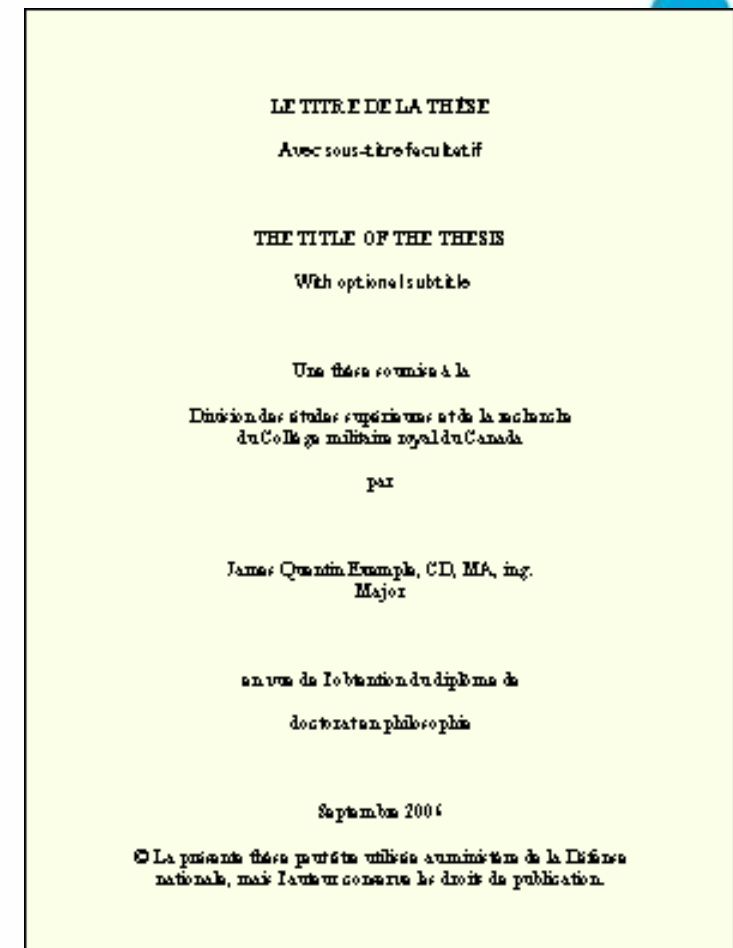 LE TITRE DE LA THÈSE
Avec sous-titre facultatif
THE TITLE OF THE THESIS
With optional subtitle
Une thèse soumise à la
Division des études supérieures et de la recherche
du Collège militaire royal du Canada
par
James Quentin Example, CD, MA, ing.
Major
en vue de l'obtention du diplôme de
doctorat en philosophie
Septembre 2006
© La présente thèse peut être utilisée au ministère de la Défense
nationale, mais l'auteur conserve les droits de publication.